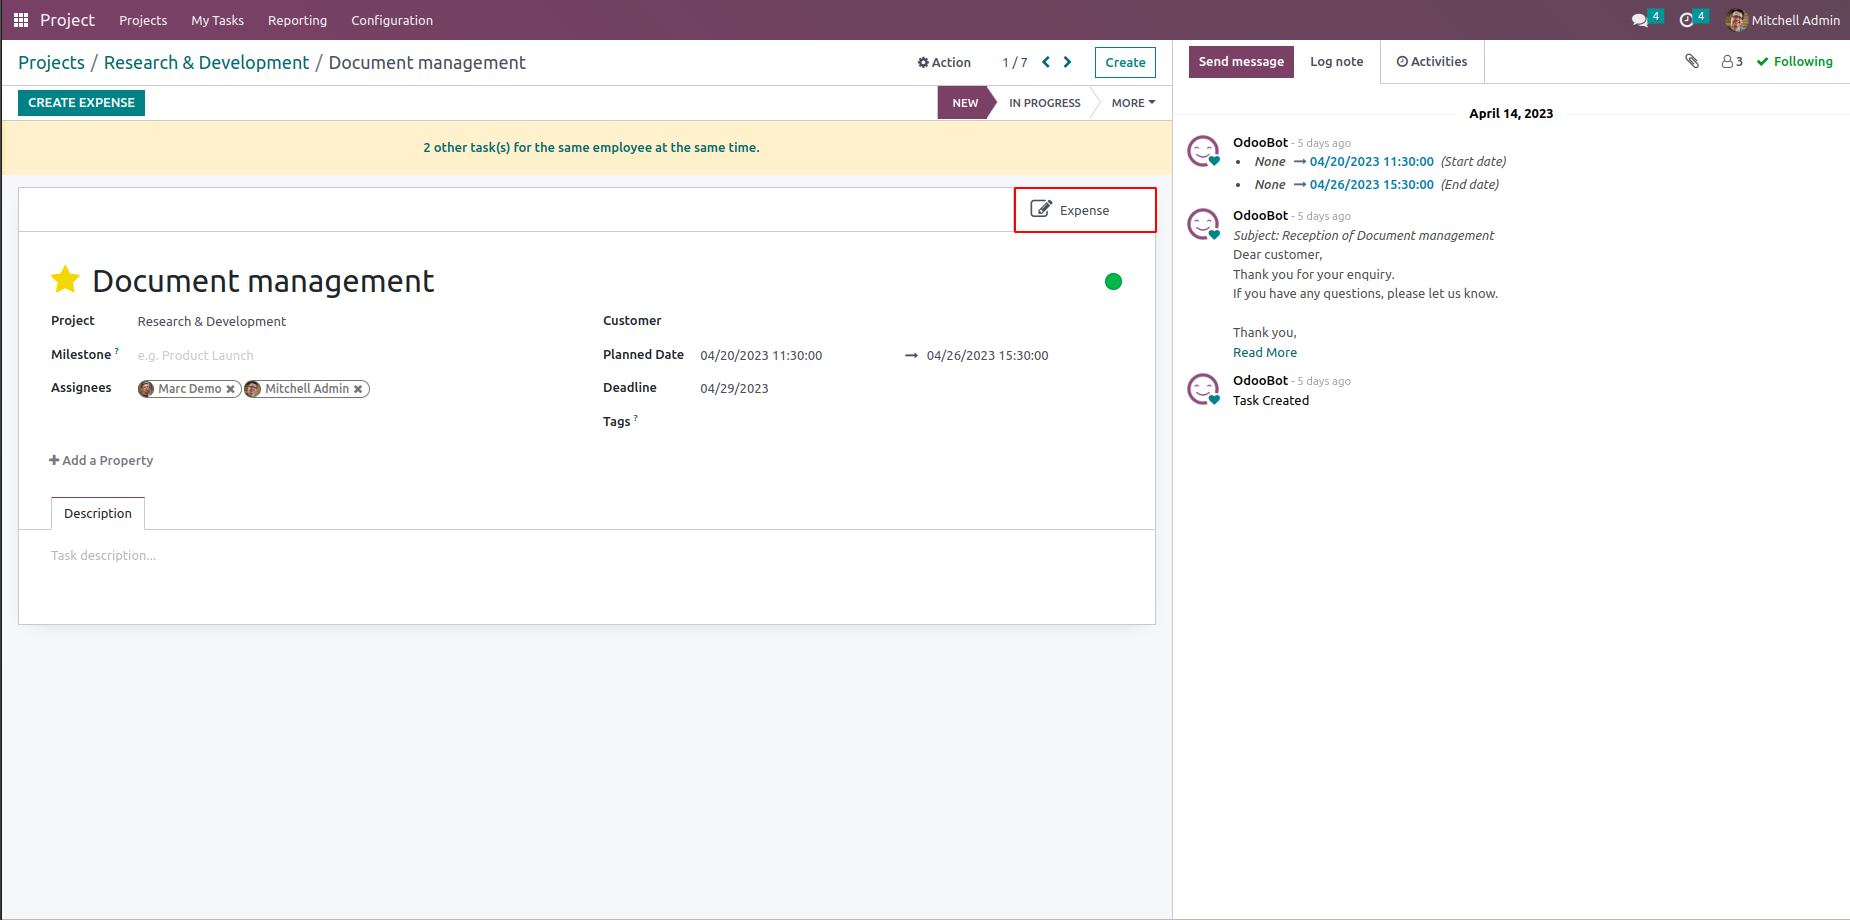 Project Projects My Tasks Reporting Configuration 4 4 Mitchell Admin
Projects / Research & Development / Document management Action 1 / 7 Create
Send message Log note Activities 3 Following
CREATE EXPENSE NEW IN PROGRESS MORE
2 other task(s) for the same employee at the same time.
Expense
Document management
Project Research & Development
Milestone ? e.g. Product Launch
Assignees Marc Demo Mitchell Admin
Customer
Planned Date 04/20/2023 11:30:00 → 04/26/2023 15:30:00
Deadline 04/29/2023
Tags ?
Add a Property
Description
Task description...
April 14, 2023
OdooBot - 5 days ago
• None → 04/20/2023 11:30:00 (Start date)
• None → 04/26/2023 15:30:00 (End date)
OdooBot - 5 days ago
Subject: Reception of Document management
Dear customer,
Thank you for your enquiry.
If you have any questions, please let us know.
Thank you,
Read More
OdooBot - 5 days ago
Task Created